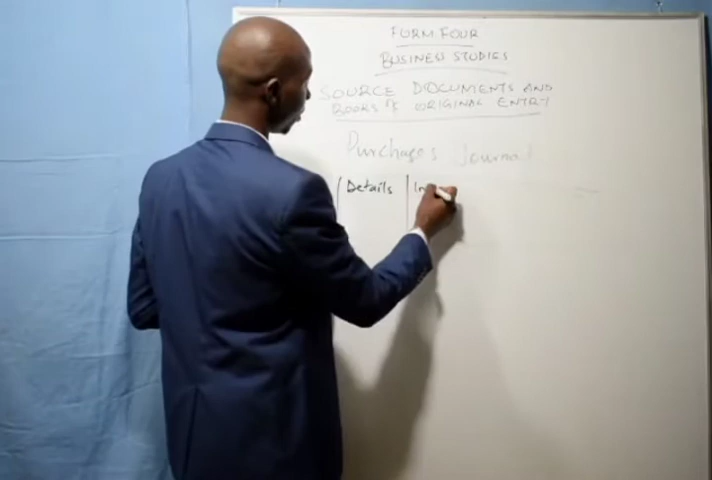 FORM FOUR
BUSINESS STUDIES
SOURCE DOCUMENTS AND
BOOKS OF ORIGINAL ENTRY
Purchases Journal
Details In